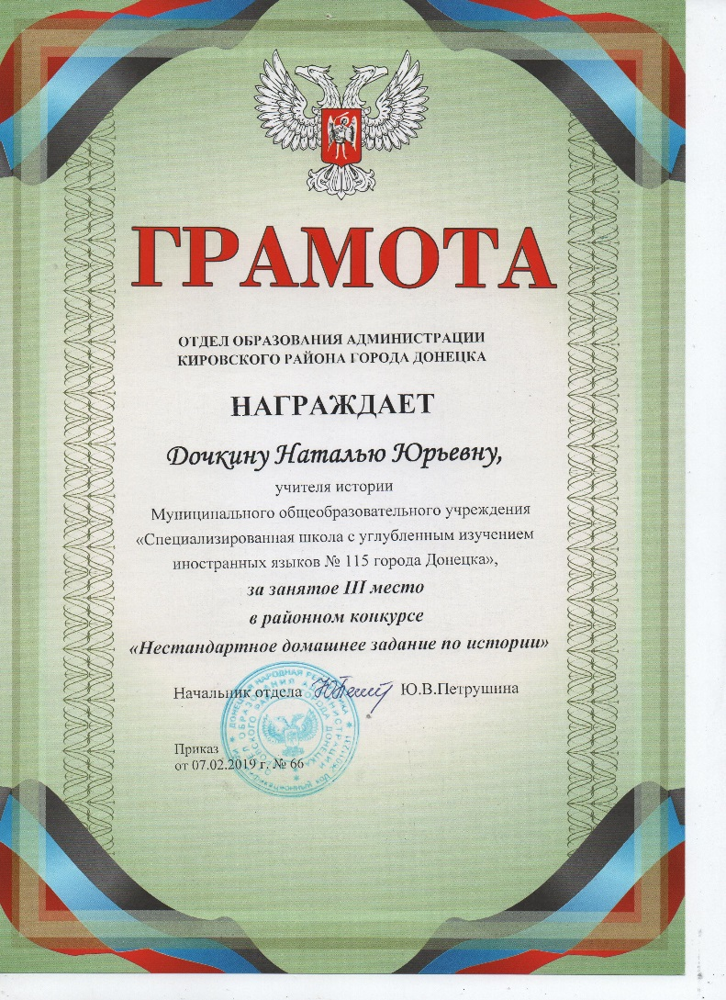 ГРАМОТА
ОТДЕЛ ОБРАЗОВАНИЯ АДМИНИСТРАЦИИ
КИРОВСКОГО РАЙОНА ГОРОДА ДОНЕЦКА
НАГРАЖДАЕТ
Дочкину Наталью Юрьевну,
учителя истории
Муниципального общеобразовательного учреждения
«Специализированная школа с углубленным изучением
иностранных языков № 115 города Донецка»,
за занятое III место
в районном конкурсе
«Нестандартное домашнее задание по истории»
Начальник отдела Ю.В.Петрушина
ДОНЕЦКАЯ НАРОДНАЯ
Приказ
от 07.02.2019 г. № 66